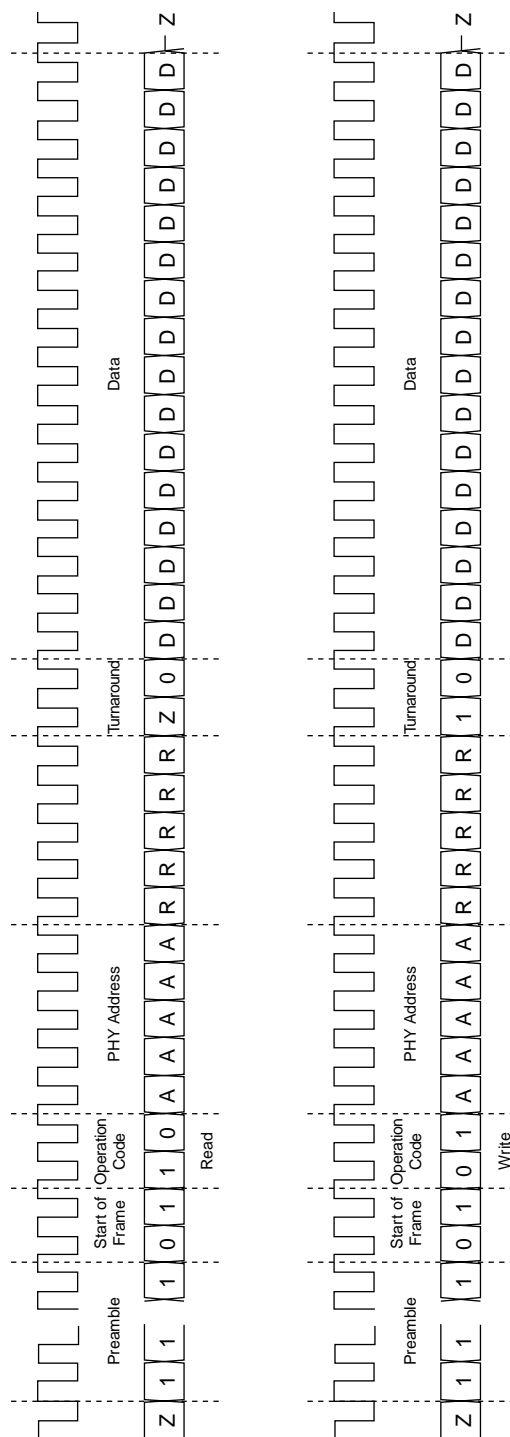 Preamble
Start of
Frame
Operation
Code
PHY Address
Turnaround
Data
Z 1 1 1 0 1 1 0 A A A A A R R R R R Z 0 D D D D D D D D D D D D D D D D Z
Read
Preamble
Start of
Frame
Operation
Code
PHY Address
Turnaround
Data
Z 1 1 1 0 1 0 1 A A A A A R R R R R 1 0 D D D D D D D D D D D D D D D D Z
Write